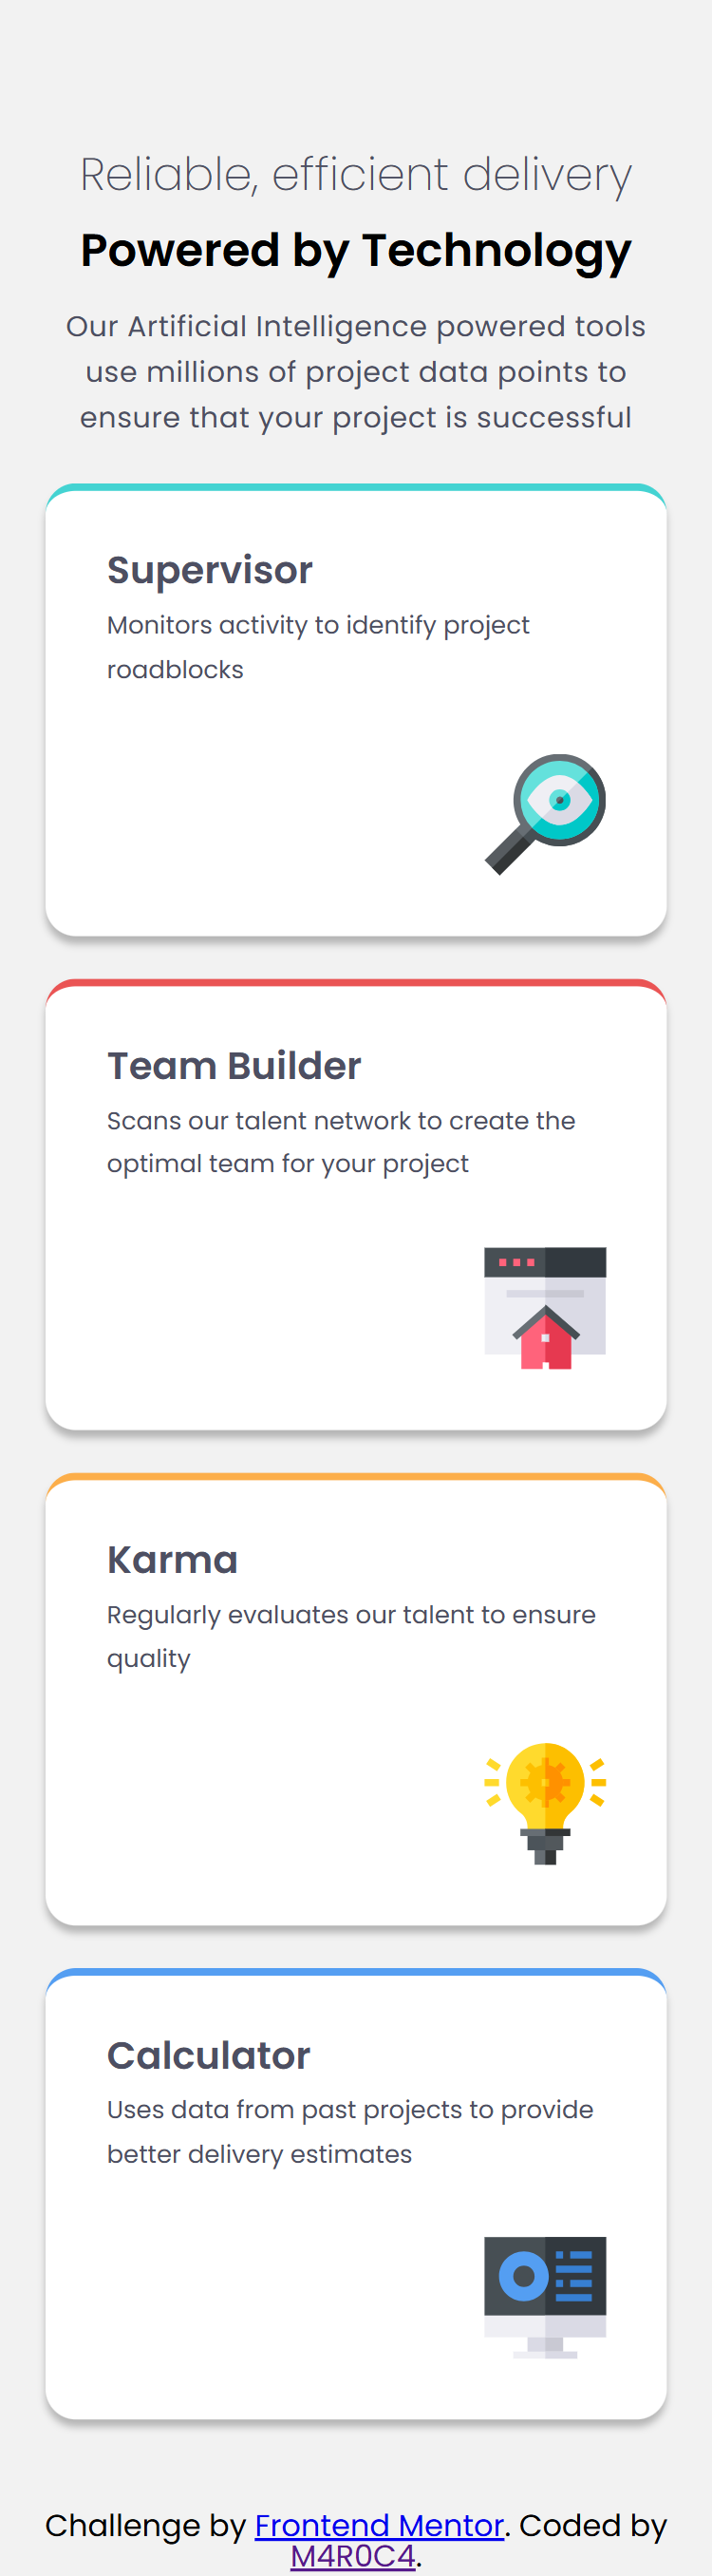 Reliable, efficient delivery
Powered by Technology
Our Artificial Intelligence powered tools
use millions of project data points to
ensure that your project is successful
Supervisor
Monitors activity to identify project
roadblocks
Team Builder
Scans our talent network to create the
optimal team for your project
Karma
Regularly evaluates our talent to ensure
quality
Calculator
Uses data from past projects to provide
better delivery estimates
Challenge by Frontend Mentor. Coded by
M4R0C4.